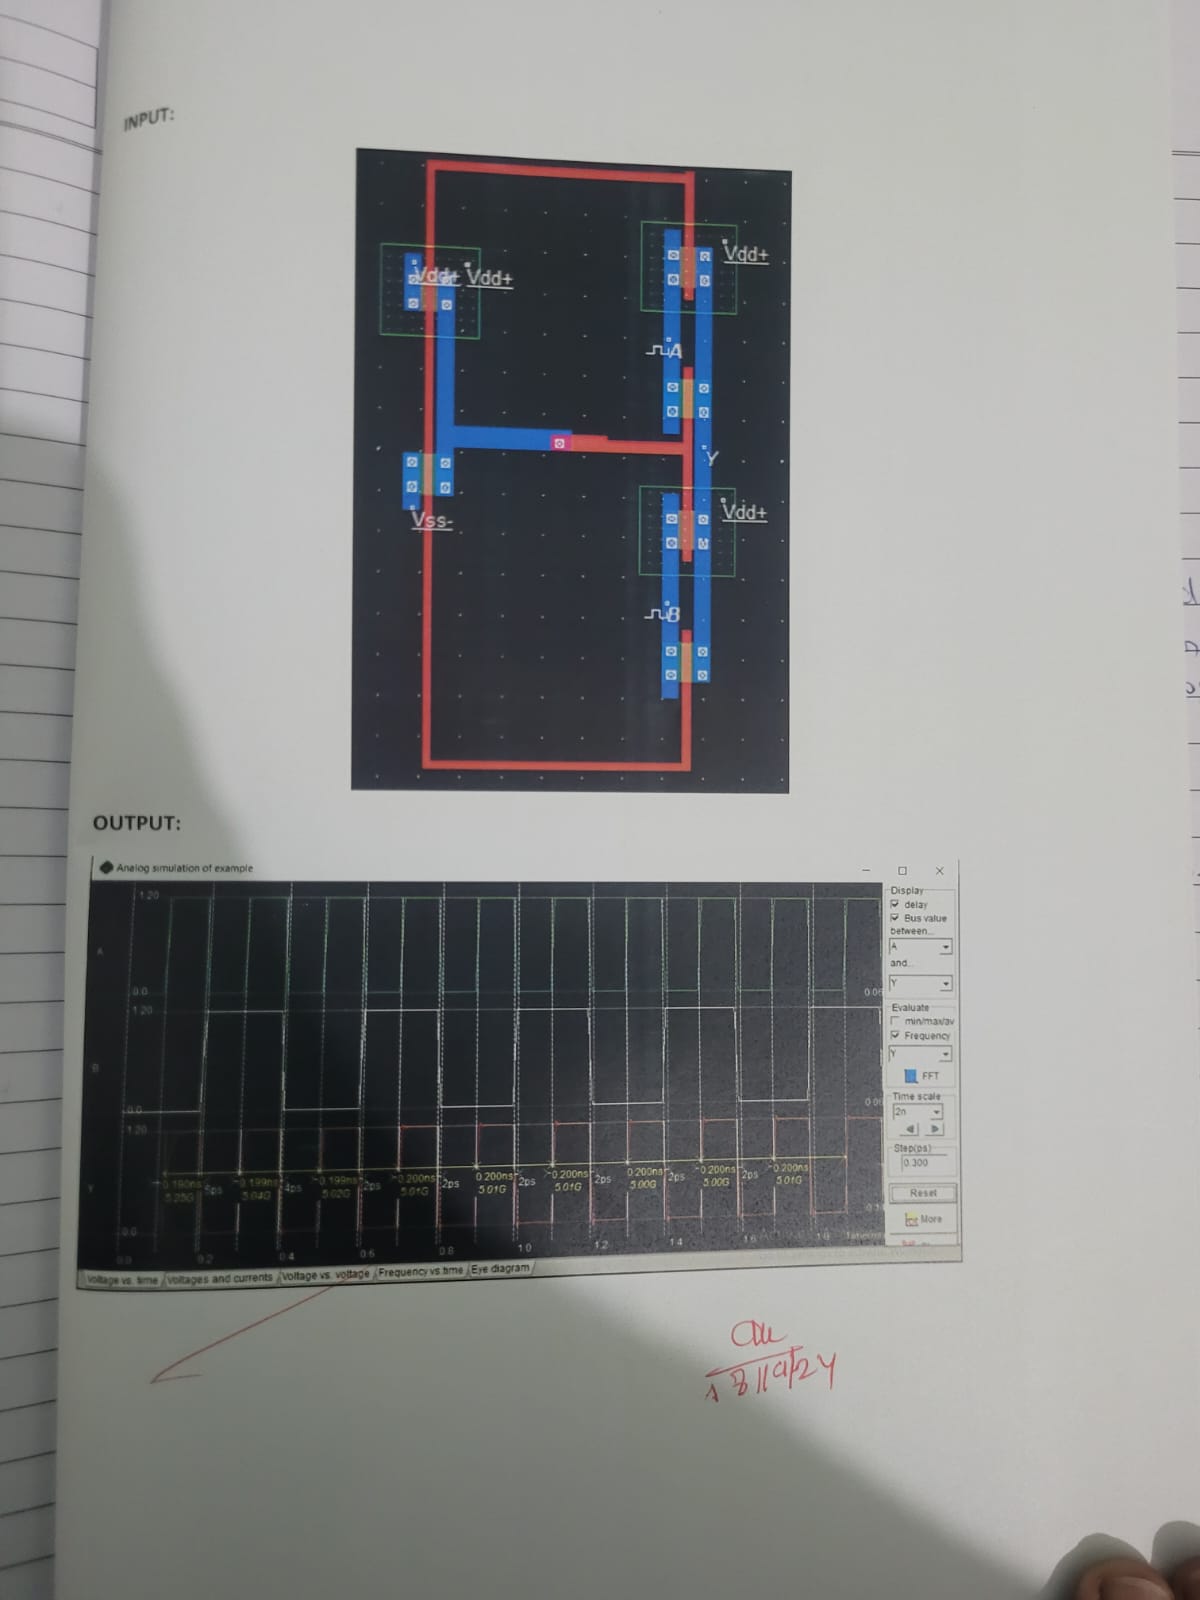 INPUT:
Vdd+ Vdd+
Vdd+
A
Y
Vss-
Vdd+
B
OUTPUT:
Analog simulation of example
1.20
A
0.0
0.06
1.20
B
0.0
1.20
Y
0.0
0.190ns 0.199ns 0.199ns 0.200ns 0.200ns 0.200ns 0.200ns 0.200ns 0.200ns
5.25G 5.04G 5.02G 5.01G 5.01G 5.01G 5.00G 5.00G 5.01G
4ps 2ps 2ps 2ps 2ps 2ps 2ps
0.0 0.2 0.4 0.6 0.8 1.0 1.2 1.4 1.6 1.8
Voltage vs. time Voltages and currents Voltage vs. voltage Frequency vs time Eye diagram
Display
delay
Bus value
between...
A
and...
Y
Evaluate
min/max/av
Frequency
Y
FFT
Time scale
2n
Step(ps)
0.300
Reset
More